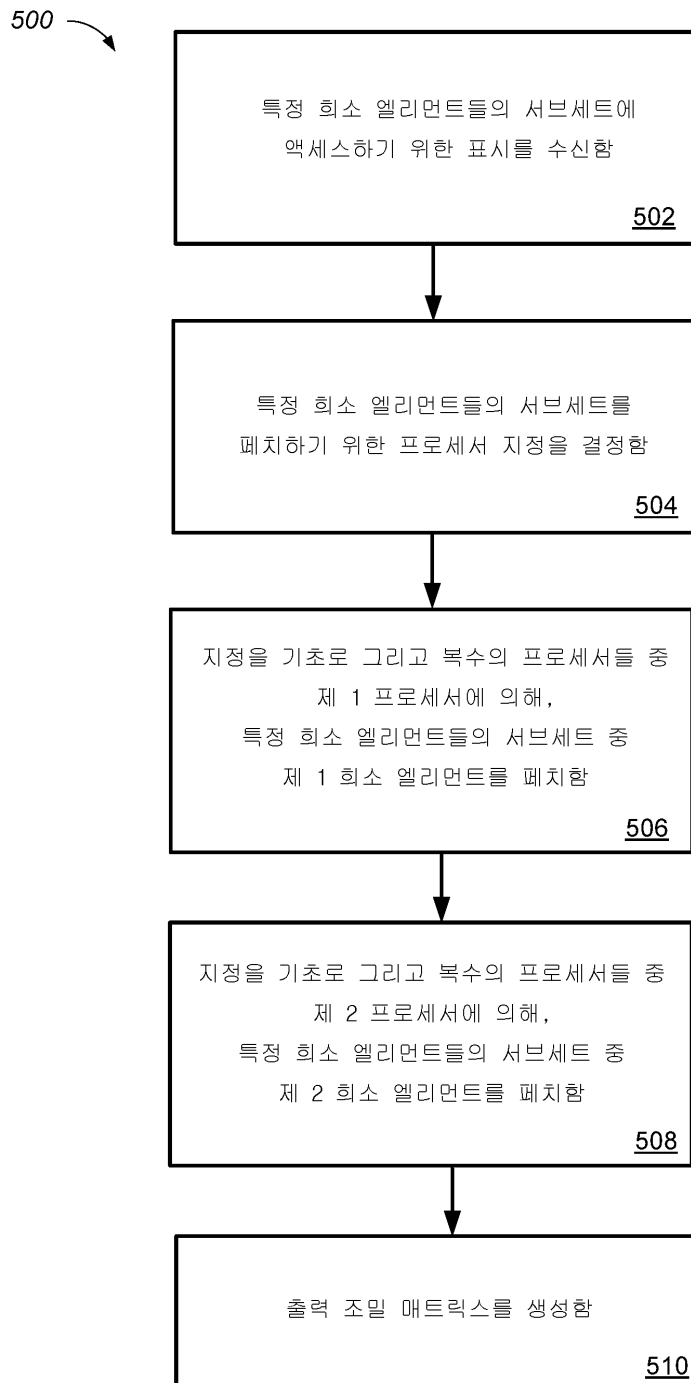 500
특정 희소 엘리먼트들의 서브세트에
액세스하기 위한 표시를 수신함
502
특정 희소 엘리먼트들의 서브세트를
페치하기 위한 프로세서 지정을 결정함
504
지정을 기초로 그리고 복수의 프로세서들 중
제 1 프로세서에 의해,
특정 희소 엘리먼트들의 서브세트 중
제 1 희소 엘리먼트를 페치함
506
지정을 기초로 그리고 복수의 프로세서들 중
제 2 프로세서에 의해,
특정 희소 엘리먼트들의 서브세트 중
제 2 희소 엘리먼트를 페치함
508
출력 조밀 매트릭스를 생성함
510